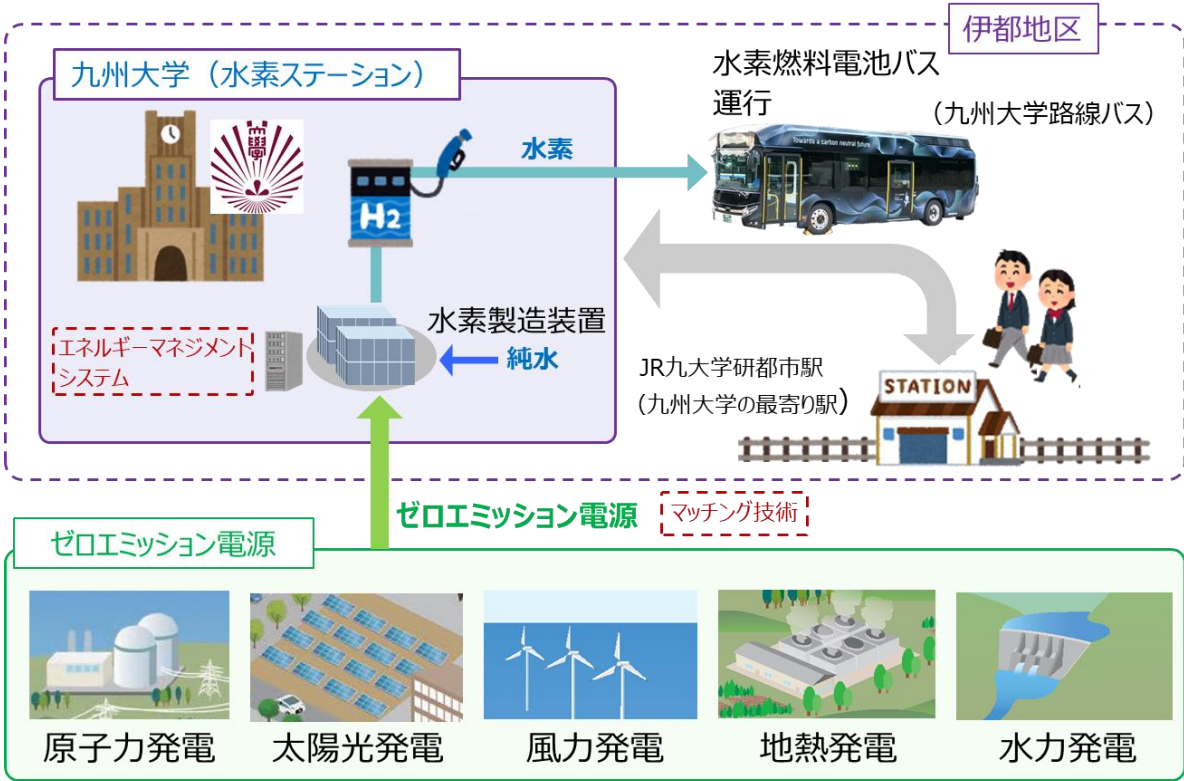 伊都地区
九州大学（水素ステーション）
水素燃料電池バス
運行
（九州大学路線バス）
Towards a carbon neutral future
大學
水素
H2
水素製造装置
純水
エネルギーマネジメント
システム
JR九大学研都市駅
（九州大学の最寄り駅）
STATION
ゼロエミッション電源
マッチング技術
ゼロエミッション電源
原子力発電
太陽光発電
風力発電
地熱発電
水力発電